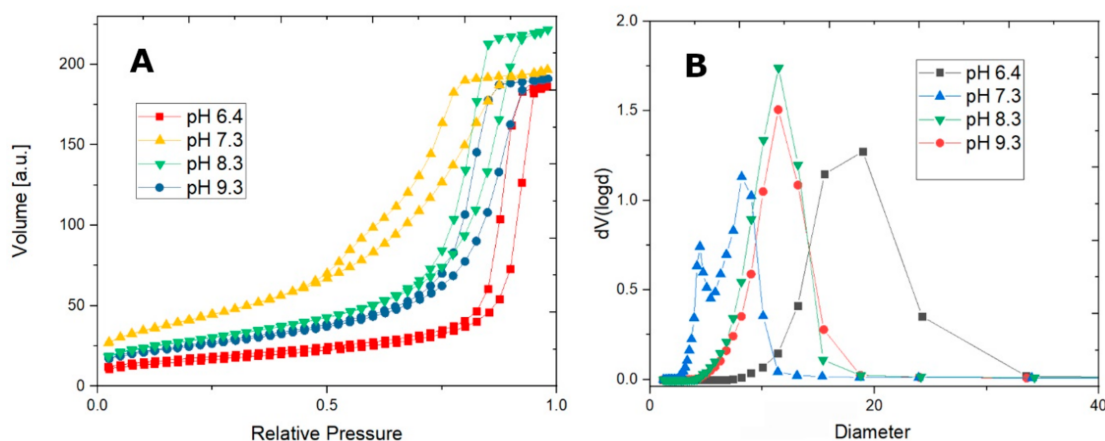 A
pH 6.4
pH 7.3
pH 8.3
pH 9.3
Volume [a.u.]
200
150
100
50
0
0.0
0.5
1.0
Relative Pressure
B
pH 6.4
pH 7.3
pH 8.3
pH 9.3
dV(logd)
2.0
1.5
1.0
0.5
0.0
0
20
40
Diameter